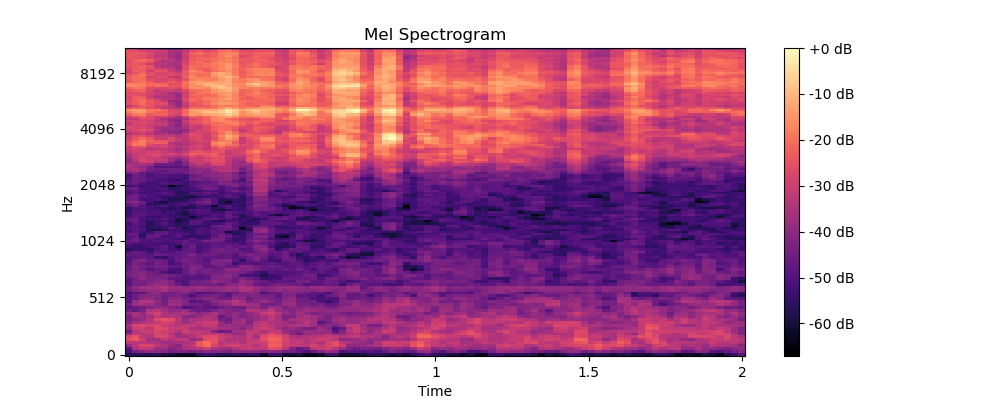 Mel Spectrogram
Hz
8192
4096
2048
1024
512
0
0 0.5 1 1.5 2
Time
+0 dB
-10 dB
-20 dB
-30 dB
-40 dB
-50 dB
-60 dB